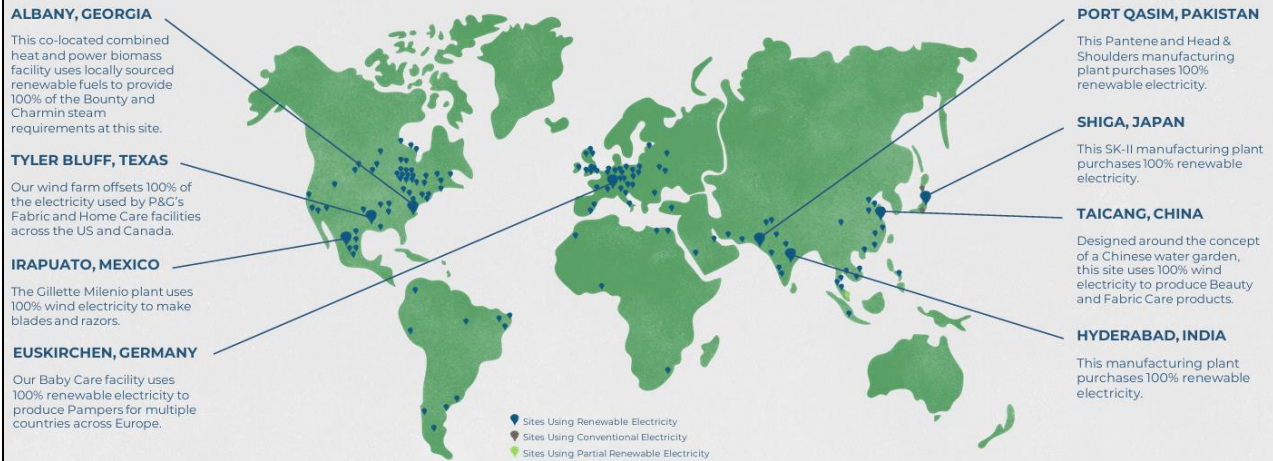 ALBANY, GEORGIA
This co-located combined
heat and power biomass
facility uses locally sourced
renewable fuels to provide
100% of the Bounty and
Charmin steam
requirements at this site.
TYLER BLUFF, TEXAS
Our wind farm offsets 100% of
the electricity used by P&G's
Fabric and Home Care facilities
across the US and Canada.
IRAPUATO, MEXICO
The Gillette Milenio plant uses
100% wind electricity to make
blades and razors.
EUSKIRCHEN, GERMANY
Our Baby Care facility uses
100% renewable electricity to
produce Pampers for multiple
countries across Europe.
Sites Using Renewable Electricity
Sites Using Conventional Electricity
Sites Using Partial Renewable Electricity
PORT QASIM, PAKISTAN
This Pantene and Head &
Shoulders manufacturing
plant purchases 100%
renewable electricity.
SHIGA, JAPAN
This SK-II manufacturing plant
purchases 100% renewable
electricity.
TAICANG, CHINA
Designed around the concept
of a Chinese water garden,
this site uses 100% wind
electricity to produce Beauty
and Fabric Care products.
HYDERABAD, INDIA
This manufacturing plant
purchases 100% renewable
electricity.